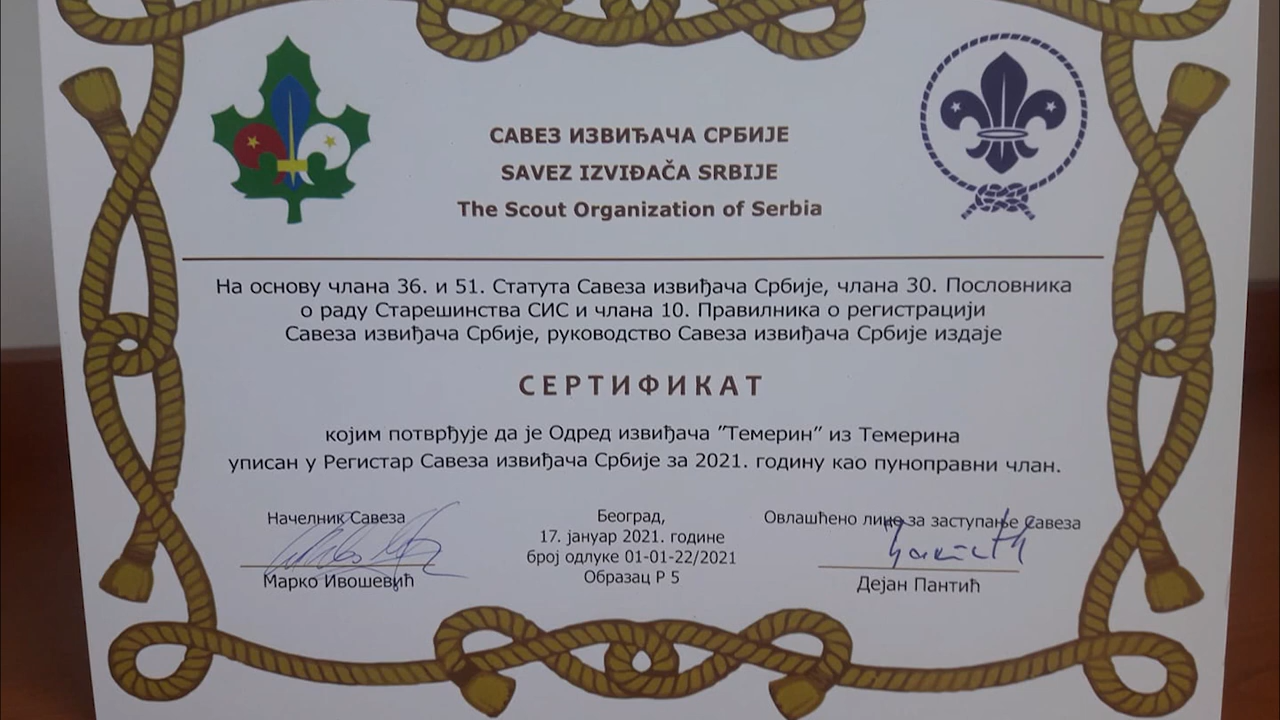 САВЕЗ ИЗВИЂАЧА СРБИЈЕ
SAVEZ IZVIĐAČA SRBIJE
The Scout Organization of Serbia
На основу члана 36. и 51. Статута Савеза извиђача Србије, члана 30. Пословника
о раду Старешинства СИС и члана 10. Правилника о регистрацији
Савеза извиђача Србије, руководство Савеза извиђача Србије издаје
СЕРТИФИКАТ
којим потврђује да је Одред извиђача "Темерин" из Темерина
уписан у Регистар Савеза извиђача Србије за 2021. годину као пуноправни члан.
Начелник Савеза
Марко Ивошевић
Београд,
17. јануар 2021. године
број одлуке 01-01-22/2021
Образац Р 5
Овлашћено лице за заступање Савеза
Дејан Пантић